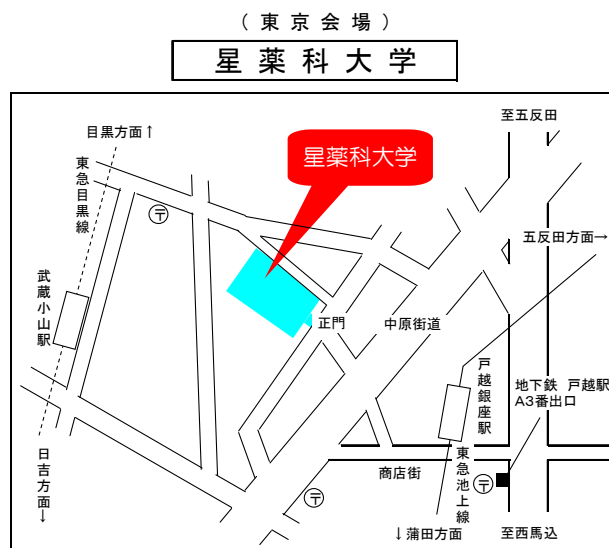 （東京会場）
星薬科大学
至五反田
目黒方面↑
星薬科大学
東急目黒線
〒
五反田方面→
武蔵小山駅
正門
中原街道
戸越銀座駅
地下鉄 戸越駅
A3番出口
日吉方面↓
商店街
東急池上線
〒
〒
↓蒲田方面
至西馬込